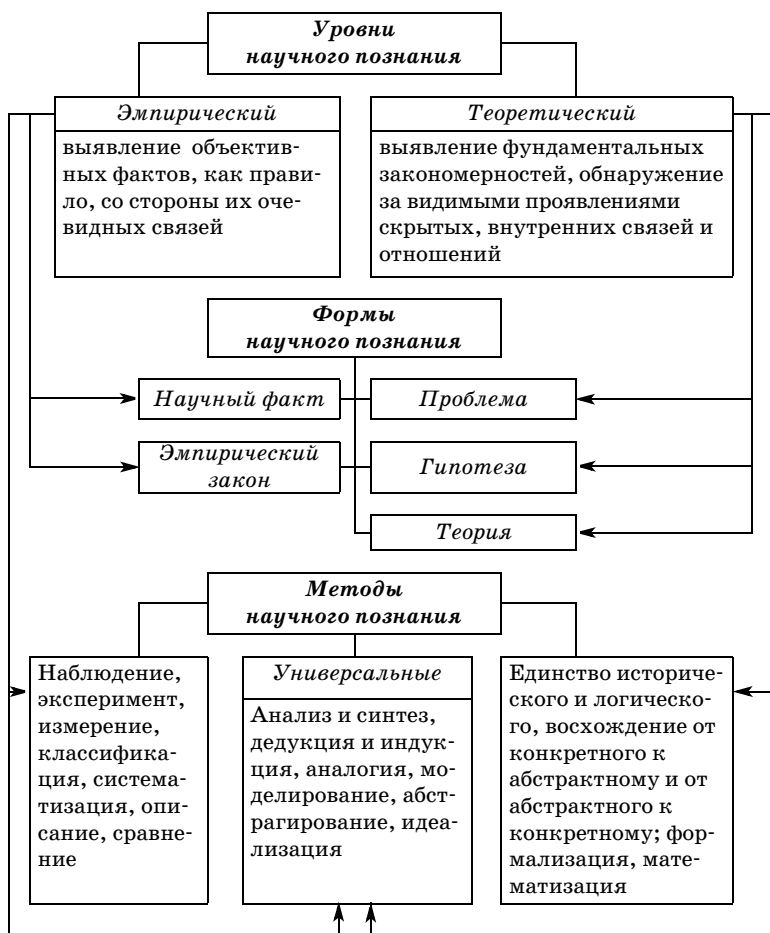 Уровни
научного познания
Эмпирический
выявление объектив-
ных фактов, как прави-
ло, со стороны их оче-
видных связей
Теоретический
выявление фундаментальных
закономерностей, обнаружение
за видимыми проявлениями
скрытых, внутренних связей и
отношений
Формы
научного познания
Научный факт
Проблема
Эмпирический
закон
Гипотеза
Теория
Методы
научного познания
Наблюдение,
эксперимент,
измерение,
классифика-
ция, система-
тизация, опи-
сание, сравне-
ние
Универсальные
Анализ и синтез,
дедукция и индук-
ция, аналогия, мо-
делирование, абст-
рагирование, идеа-
лизация
Единство историче-
ского и логическо-
го, восхождение от
конкретного к
абстрактному и от
абстрактного к
конкретному; фор-
мализация, мате-
матизация